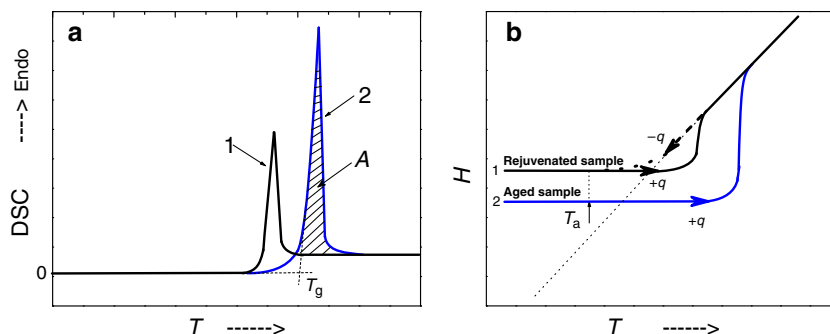 a
DSC ----> Endo
1
2
A
0
Tg
T ------>
b
H
−q
1 Rejuvenated sample
+q
2 Aged sample
+q
Ta
T ------>